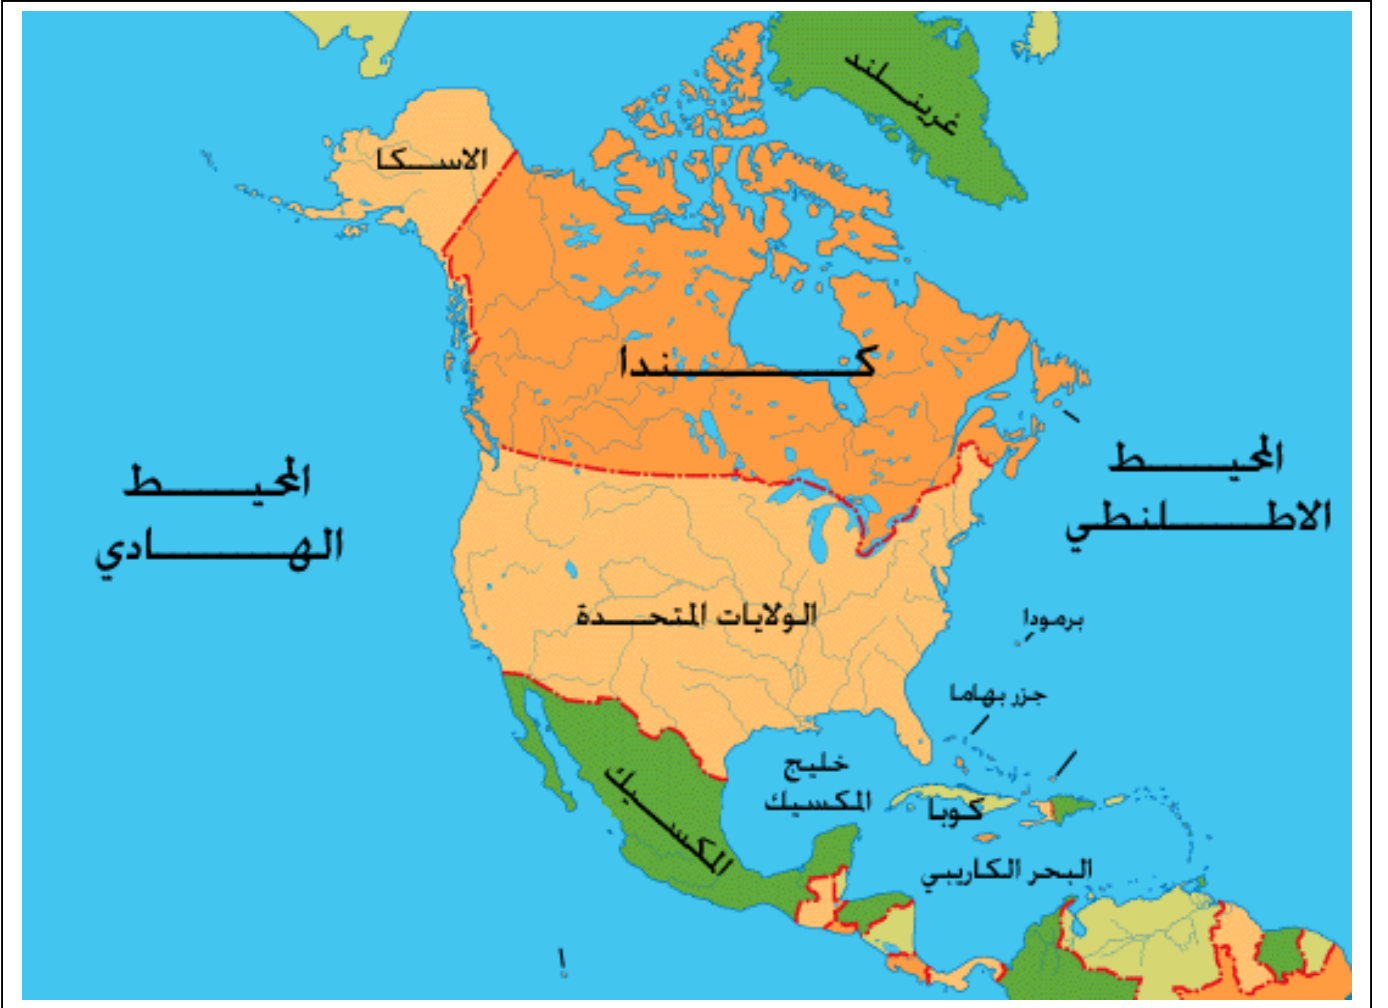 غرينلند
الاسكا
كندا
المحيط
الهادي
المحيط
الاطلنطي
الولايات المتحدة
برمودا
جزر بهاما
خليج
المكسيك
المكسيك
كوبا
البحر الكاريبي